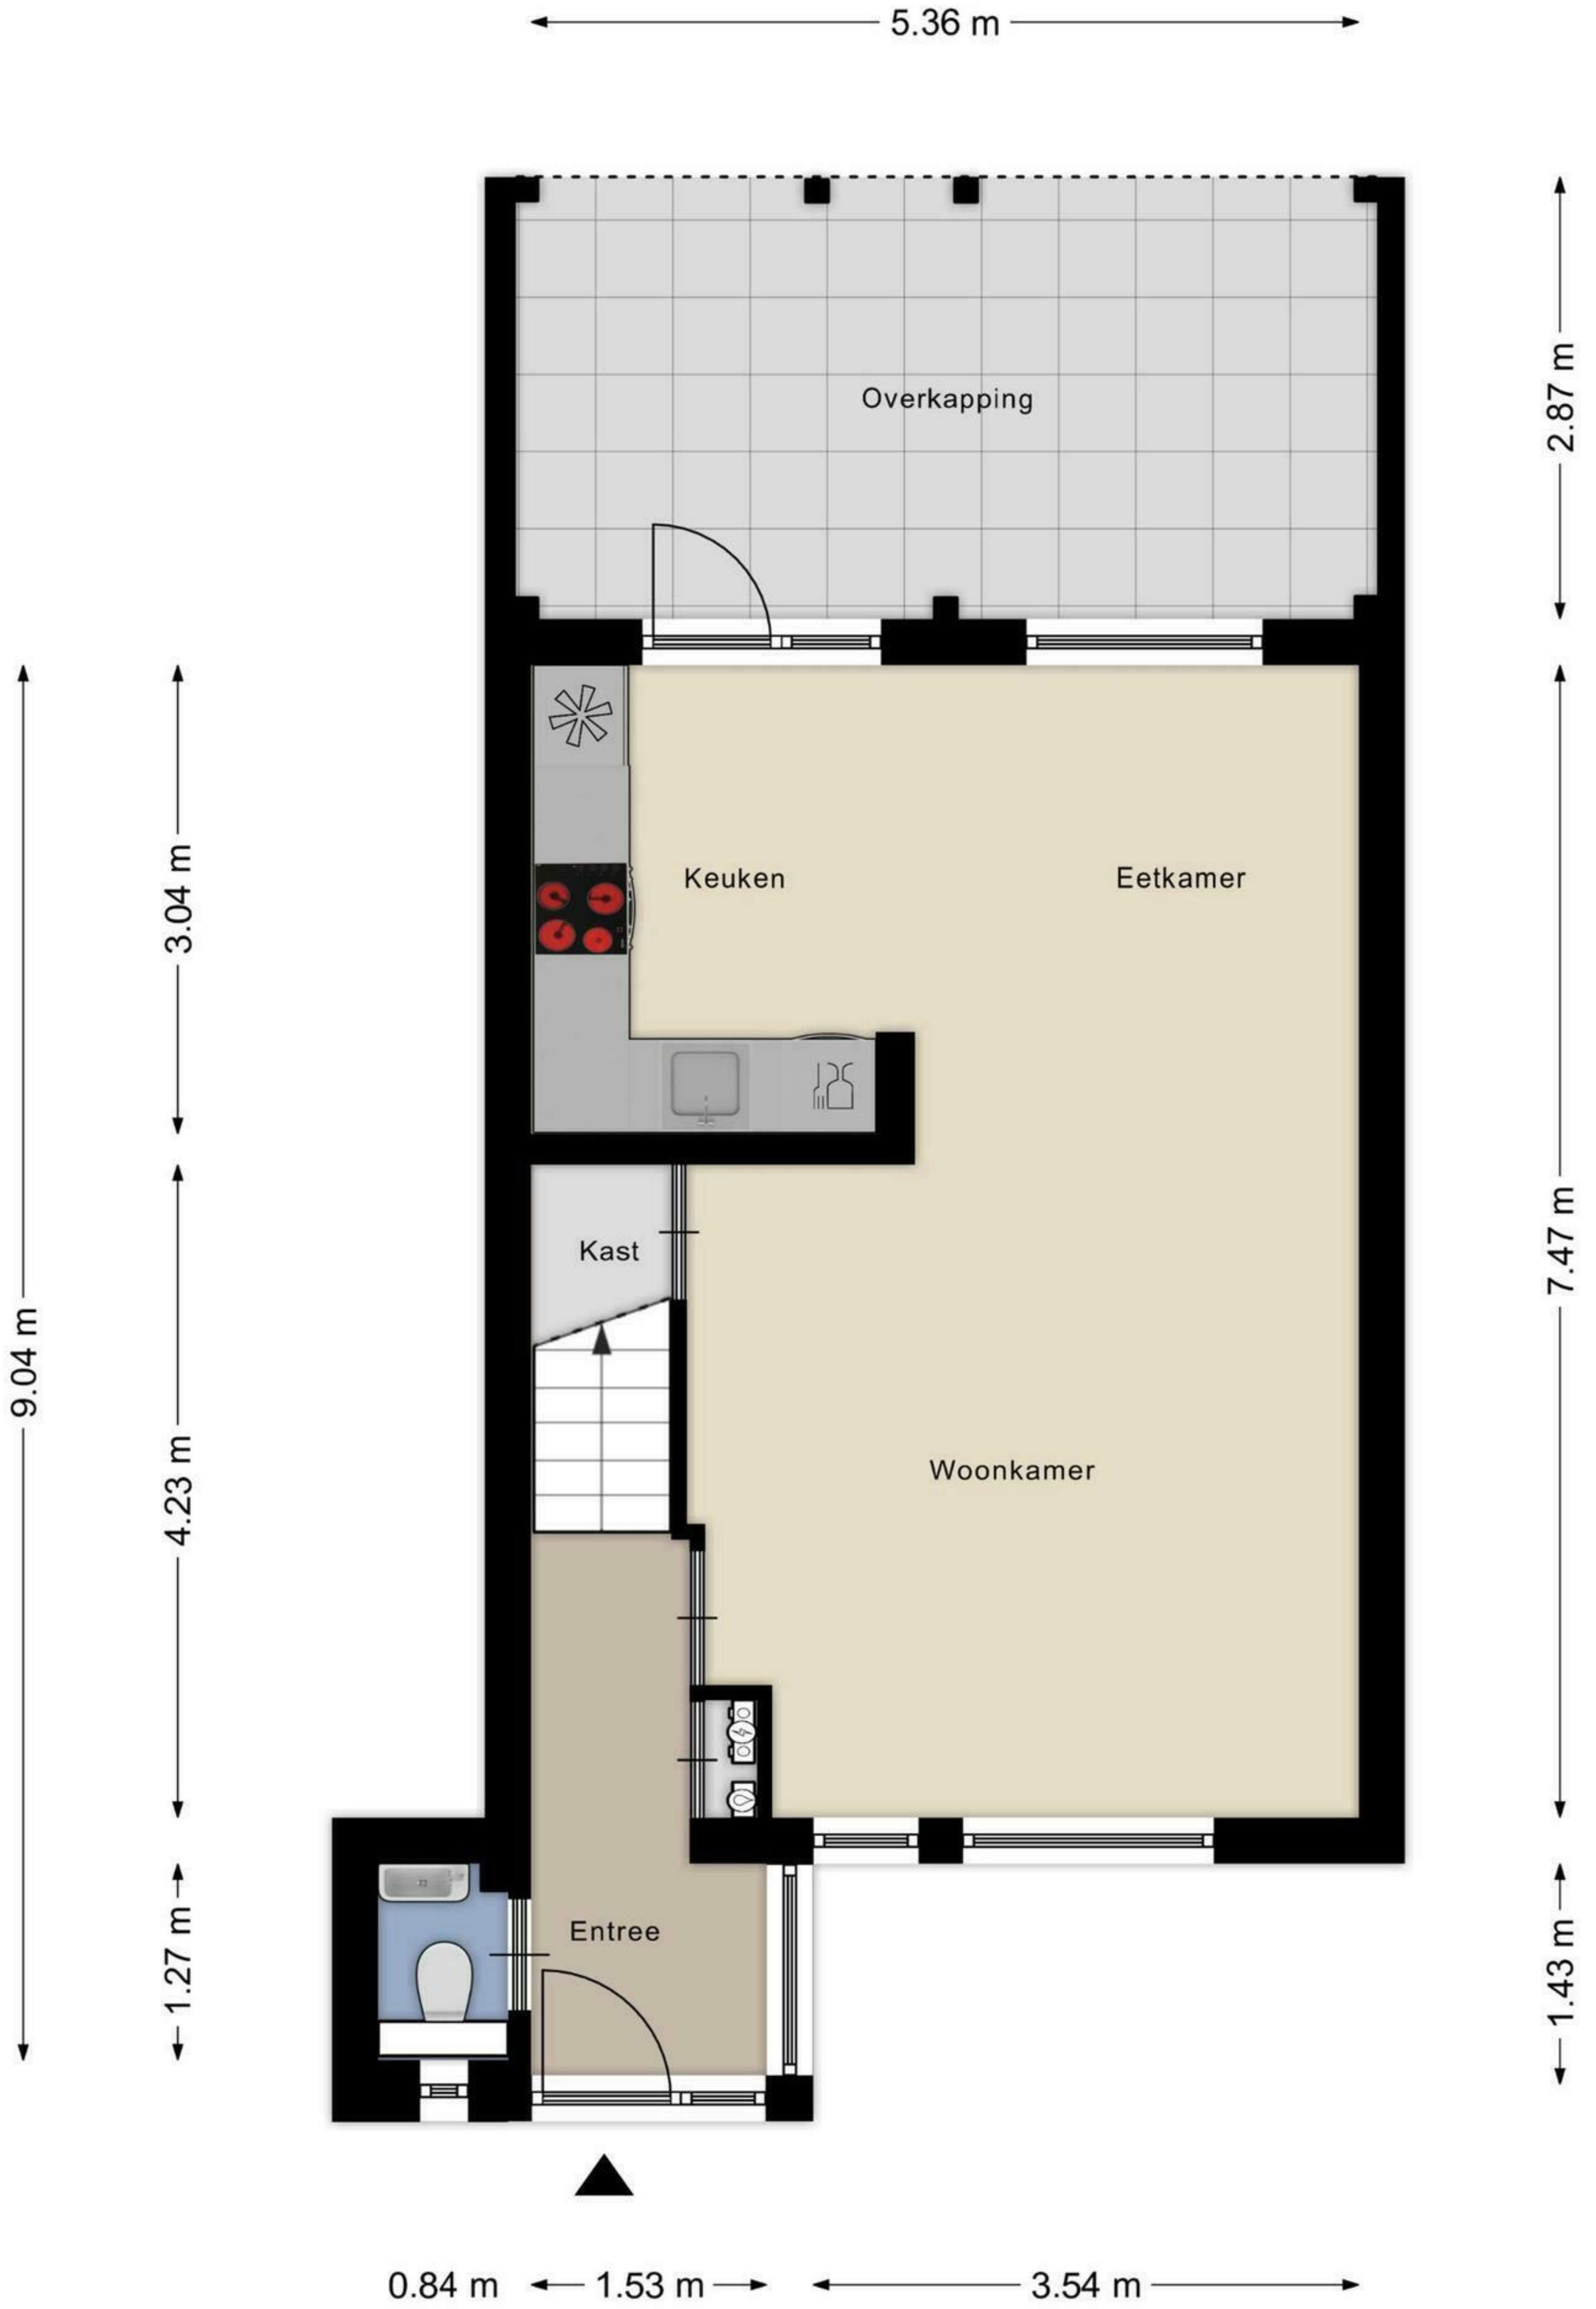 5.36 m
Overkapping
2.87 m
Keuken
Eetkamer
3.04 m
Kast
7.47 m
9.04 m
4.23 m
Woonkamer
Entree
1.27 m
1.43 m
0.84 m
1.53 m
3.54 m